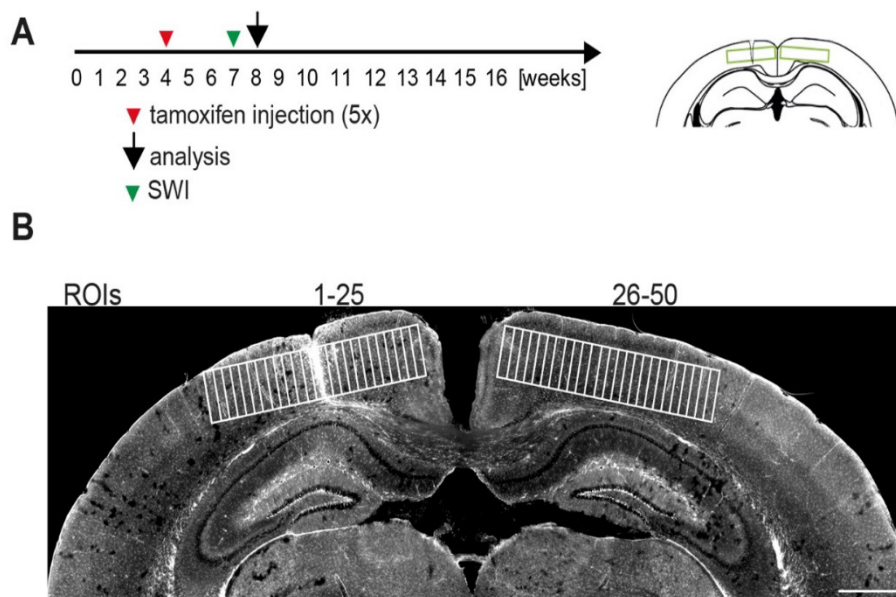 A
0 1 2 3 4 5 6 7 8 9 10 11 12 13 14 15 16 [weeks]
tamoxifen injection (5x)
analysis
SWI
B
ROIs 1-25 26-50